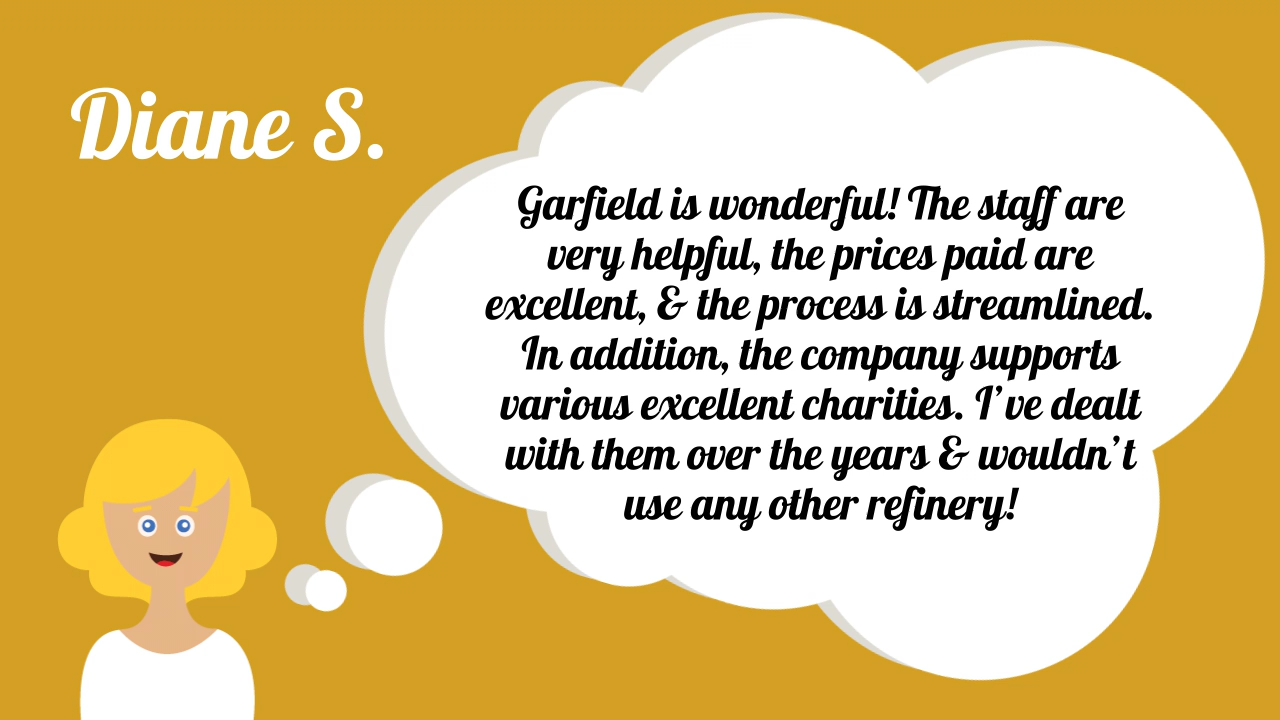 Diane S.
Garfield is wonderful! The staff are
very helpful, the prices paid are
excellent, & the process is streamlined.
In addition, the company supports
various excellent charities. I've dealt
with them over the years & wouldn't
use any other refinery!